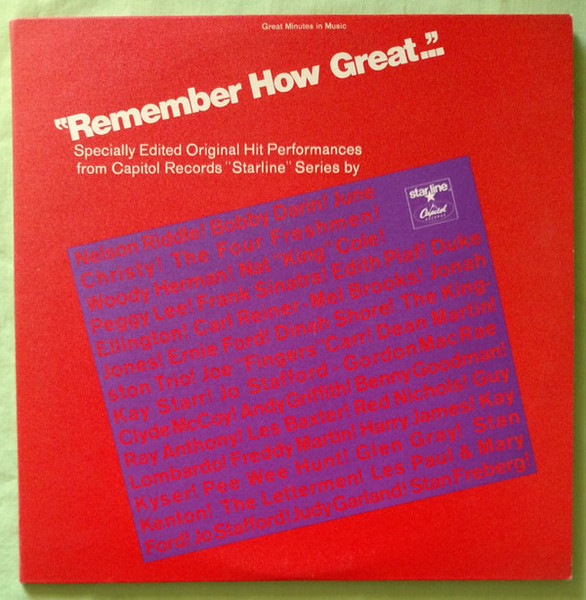 Great Minutes in Music
“Remember How Great...”
Specially Edited Original Hit Performances
from Capitol Records "Starline" Series by
starline
Capitol
RECORDS
Nelson Riddle! Bobby Darin! June
Christy! The Four Freshmen!
Woody Herman! Nat "King" Cole!
Peggy Lee! Frank Sinatra! Edith Piaf! Duke
Ellington! Carl Reiner-Mel Brooks! Jonah
Jones! Ernie Ford! Dinah Shore! The King-
ston Trio! Joe "Fingers" Carr! Dean Martin!
Kay Starr! Jo Stafford - Gordon MacRae
Clyde McCoy! Andy Griffith! Benny Goodman!
Ray Anthony! Les Baxter! Red Nichols! Guy
Lombardo! Freddy Martin! Harry James! Kay
Kyser! Pee Wee Hunt! Glen Gray! Stan
Kenton! The Lettermen! Les Paul & Mary
Ford! Jo Stafford! Judy Garland! Stan Freberg!